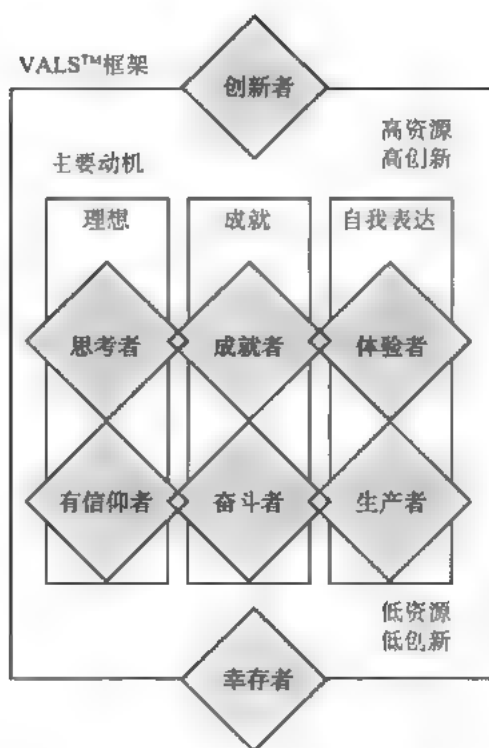 VALS™框架
创新者
高资源
高创新
主要动机
理想 成就 自我表达
思考者 成就者 体验者
有信仰者 奋斗者 生产者
低资源
低创新
幸存者